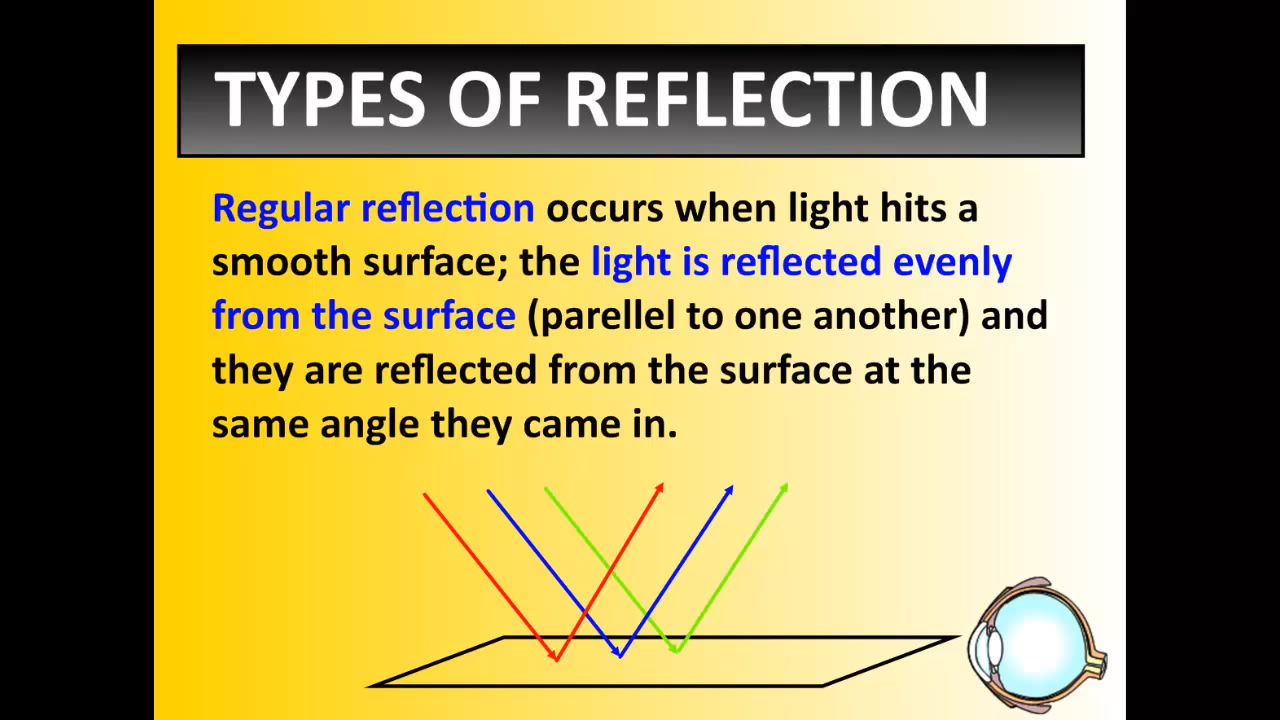 TYPES OF REFLECTION
Regular reflection occurs when light hits a
smooth surface; the light is reflected evenly
from the surface (parellel to one another) and
they are reflected from the surface at the
same angle they came in.